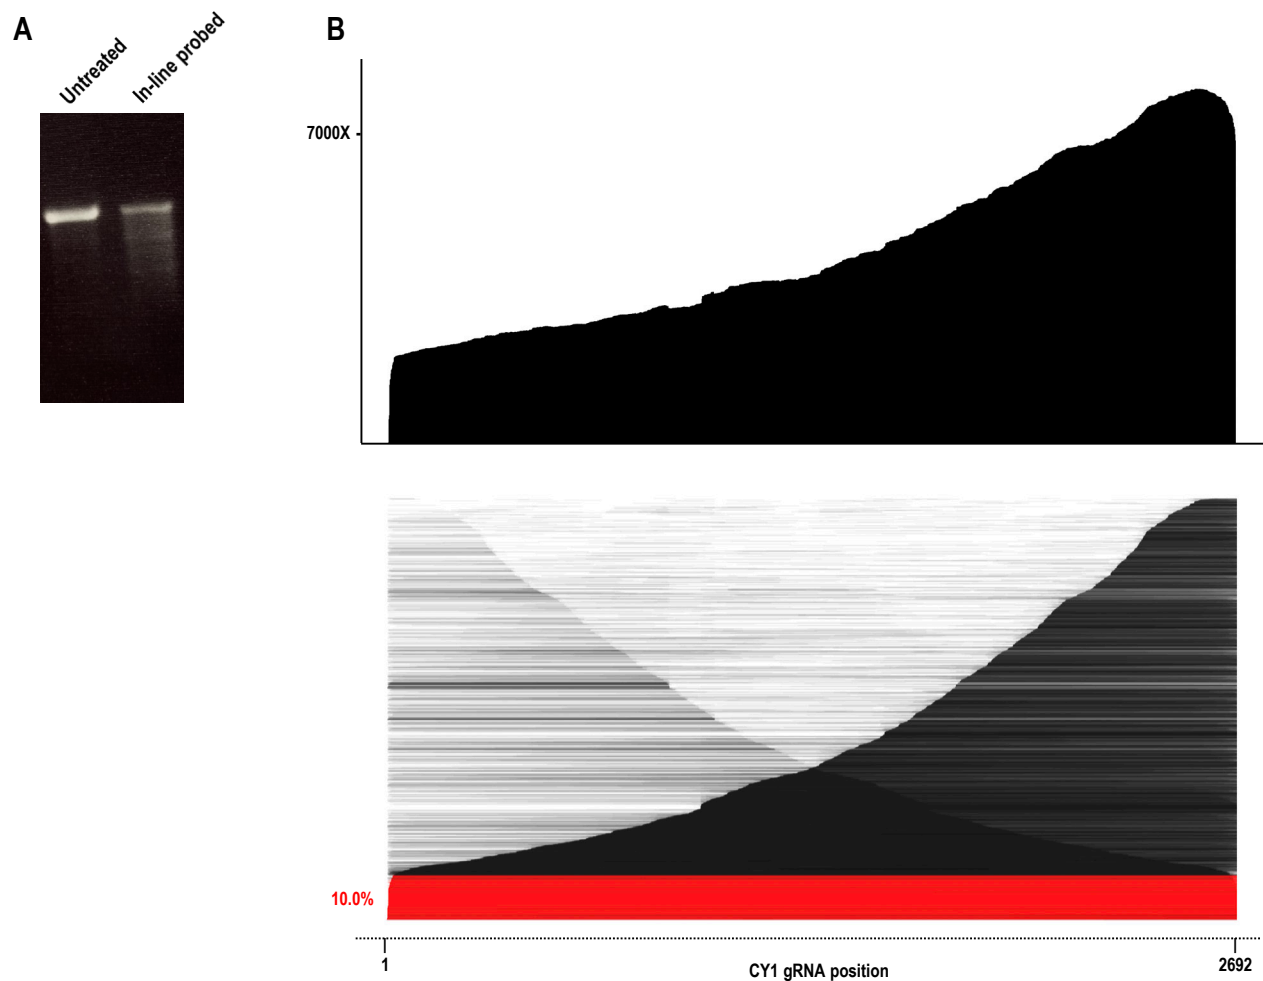 A
B
Untreated
In-line probed
7000X
10.0%
1
CY1 gRNA position
2692